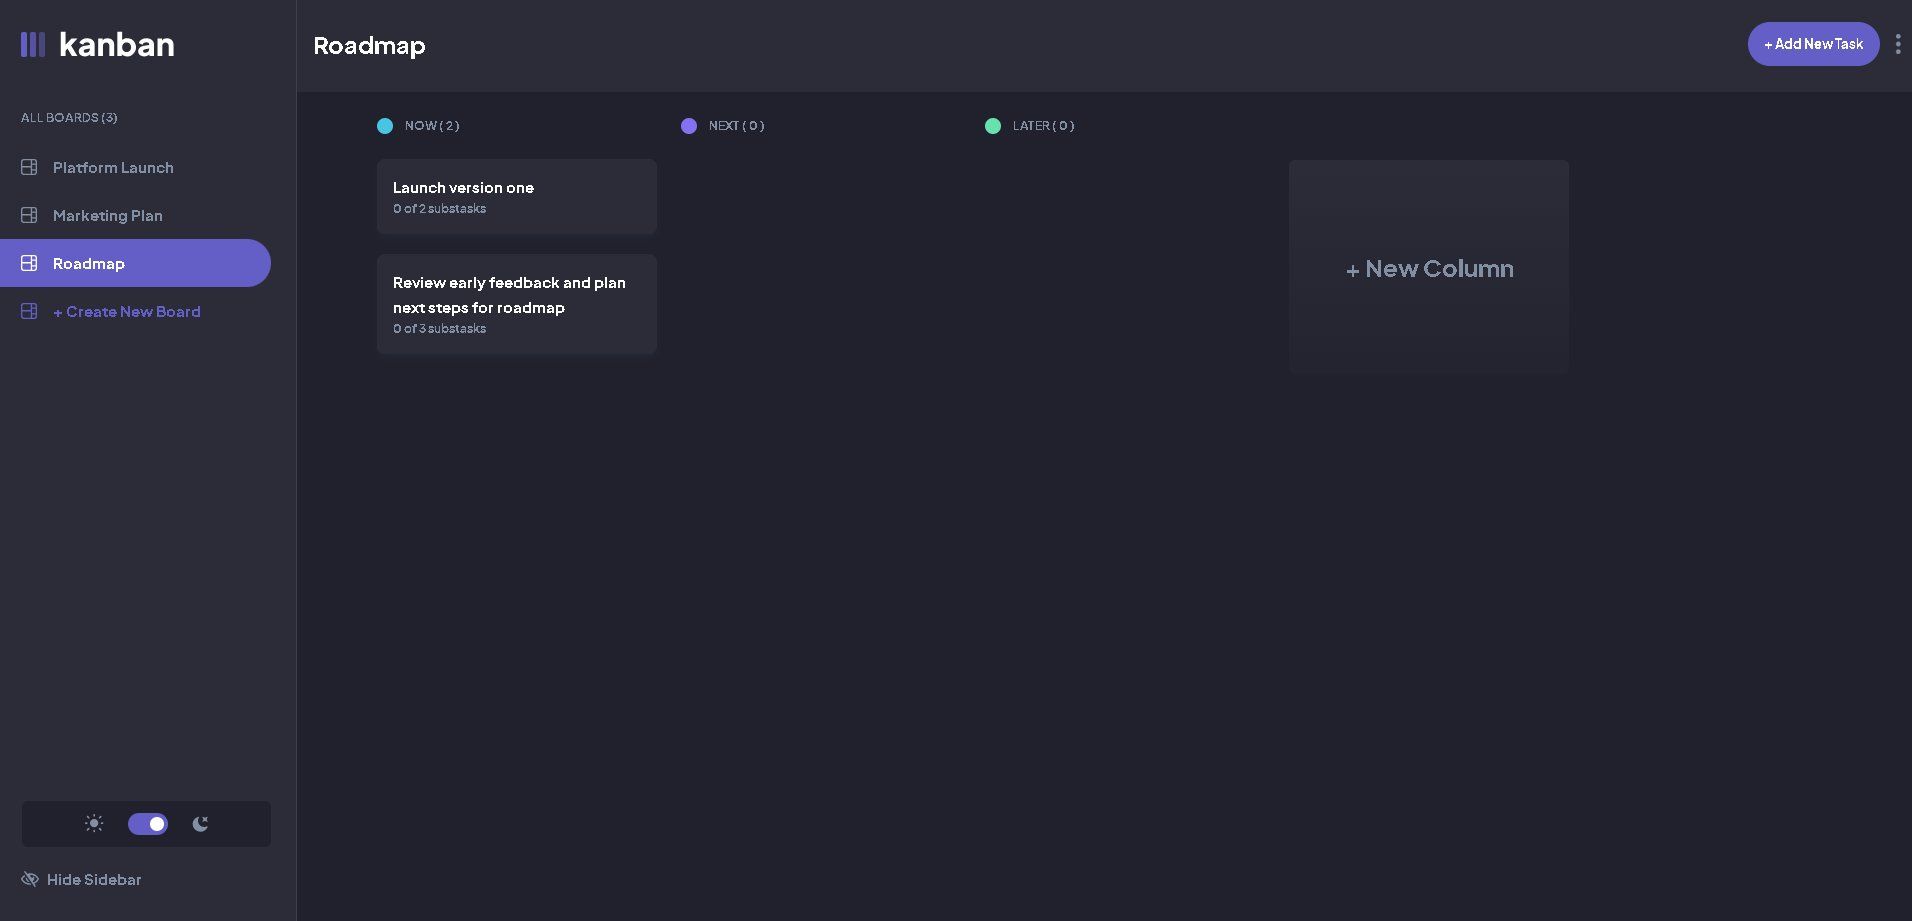 kanban
ALL BOARDS (3)
Platform Launch
Marketing Plan
Roadmap
+ Create New Board
Hide Sidebar
Roadmap
+ Add New Task
NOW ( 2 )
NEXT ( 0 )
LATER ( 0 )
Launch version one
0 of 2 substasks
Review early feedback and plan
next steps for roadmap
0 of 3 substasks
+ New Column